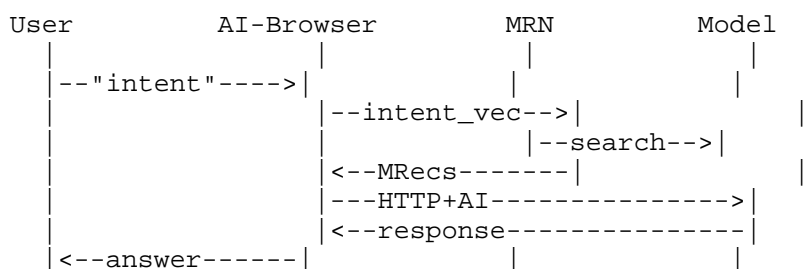 User AI-Browser MRN Model
| | | |
|--"intent"---->| | |
| |--intent_vec-->| |
| | |--search-->|
| |<--MRecs-------| |
| |---HTTP+AI--------------->|
| |<--response---------------|
|<--answer------| | |